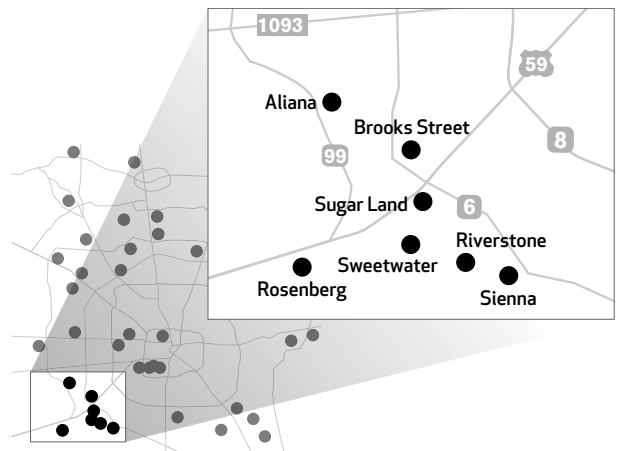 1093
59
Aliana
Brooks Street
8
99
Sugar Land
6
Riverstone
Sweetwater
Rosenberg
Sienna